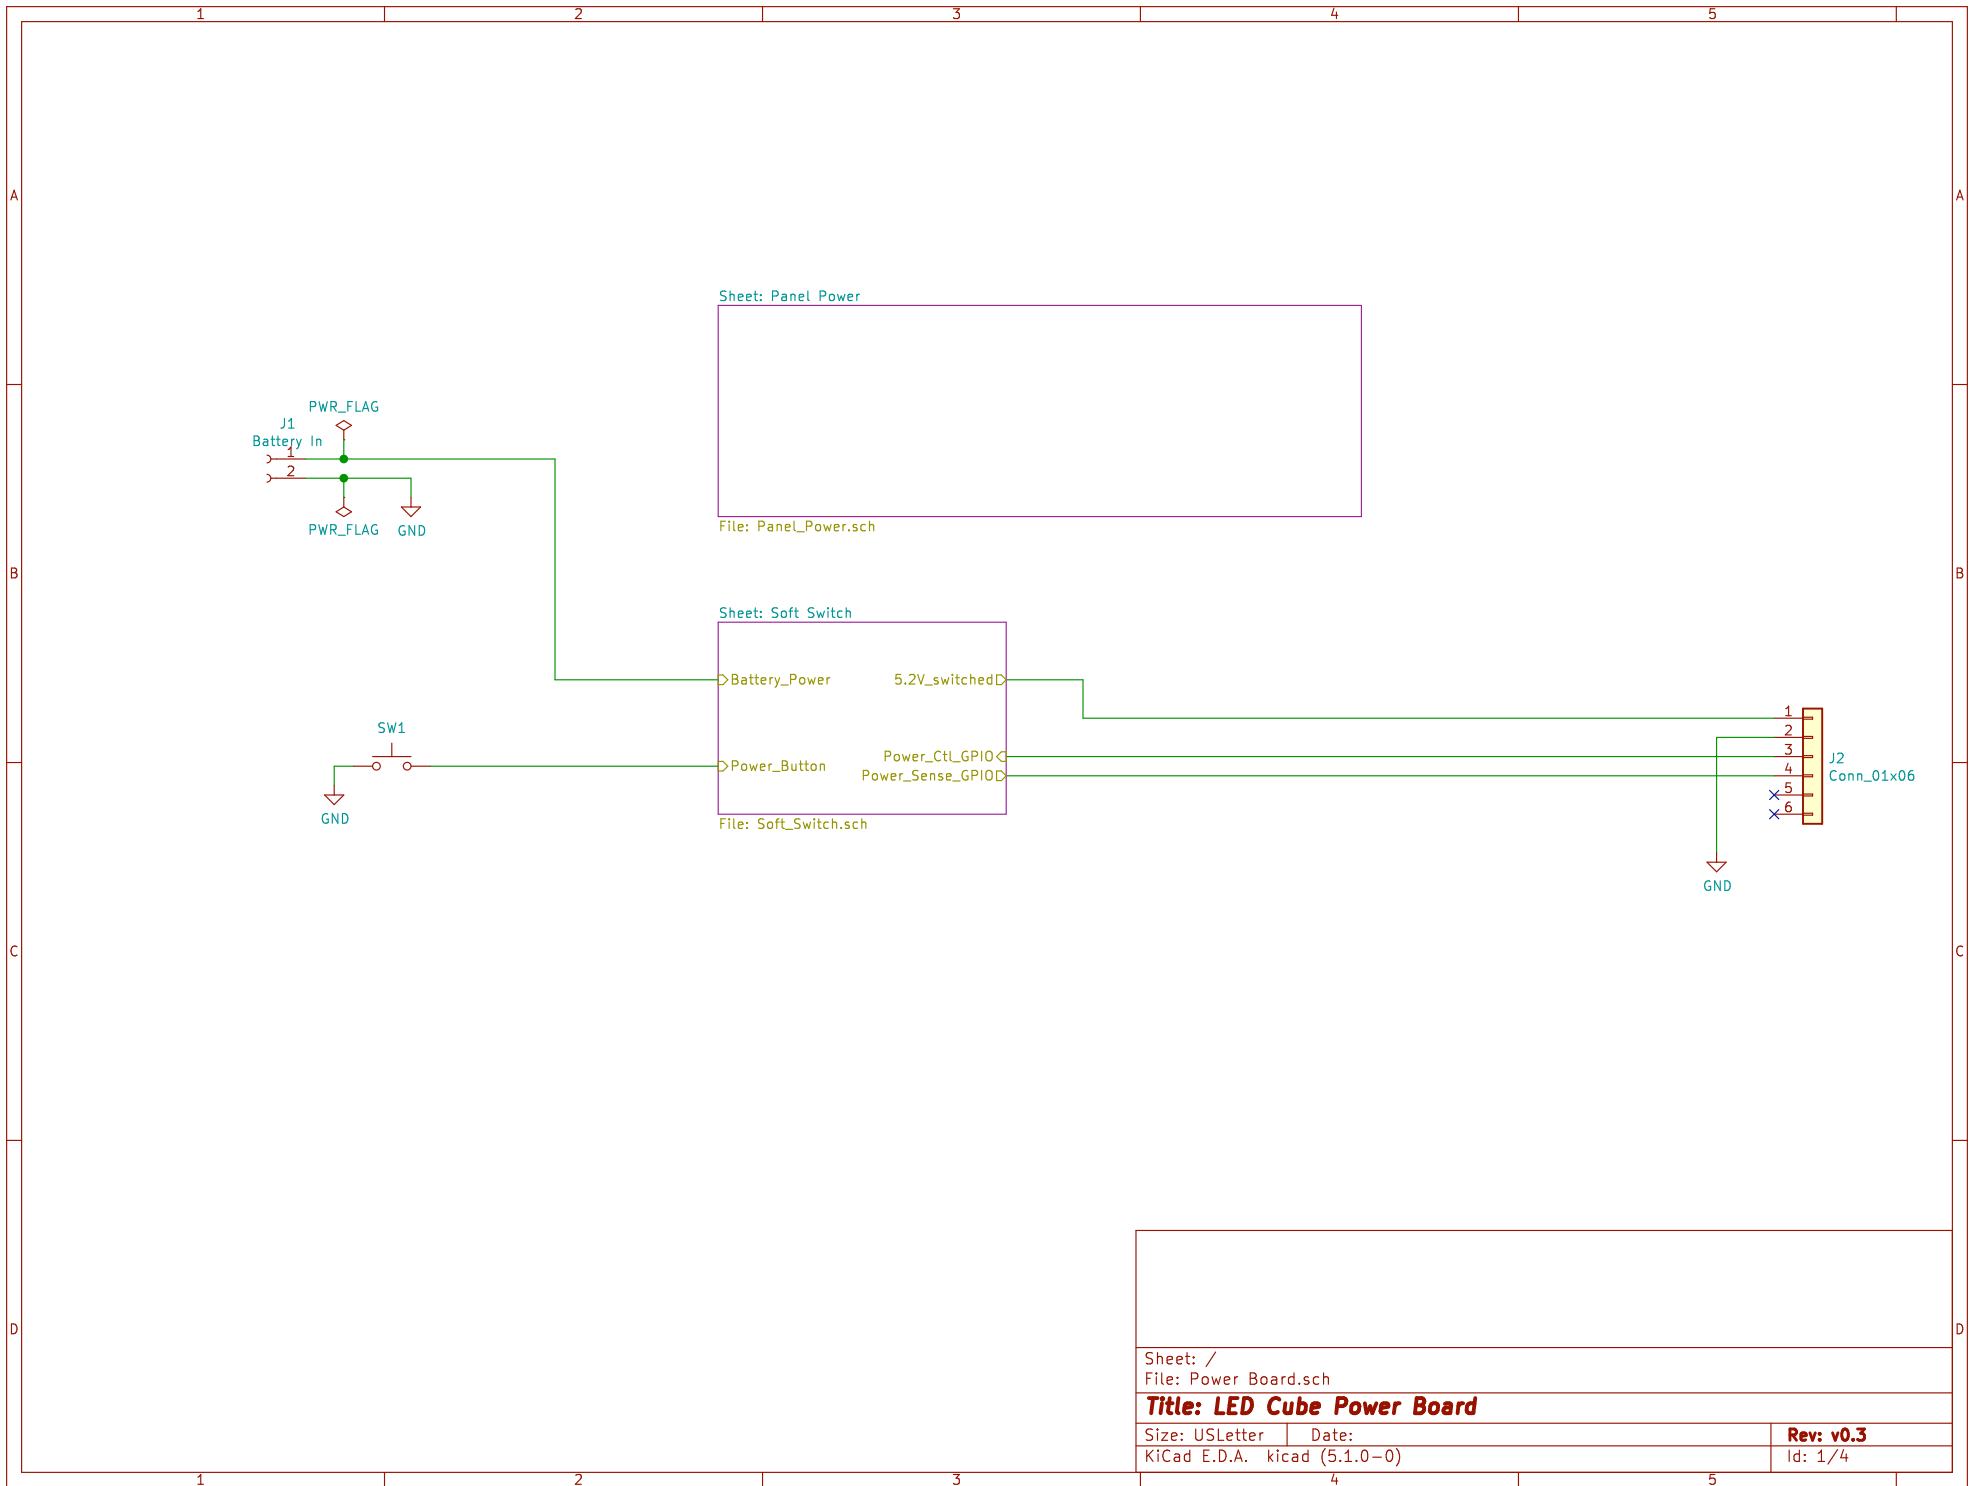 1 2 3 4 5
A A
Sheet: Panel Power
PWR_FLAG
J1
Battery In
1
2
PWR_FLAG
GND
File: Panel_Power.sch
B B
Sheet: Soft Switch
Battery_Power
5.2V_switched
SW1
Power_Ctl_GPIO
Power_Button
Power_Sense_GPIO
GND
File: Soft_Switch.sch
1
2
3
4
5
6
J2
Conn_01x06
GND
C C
D D
Sheet: /
File: Power Board.sch
Title: LED Cube Power Board
Size: USLetter Date: Rev: v0.3
KiCad E.D.A. kicad (5.1.0-0) Id: 1/4
1 2 3 4 5